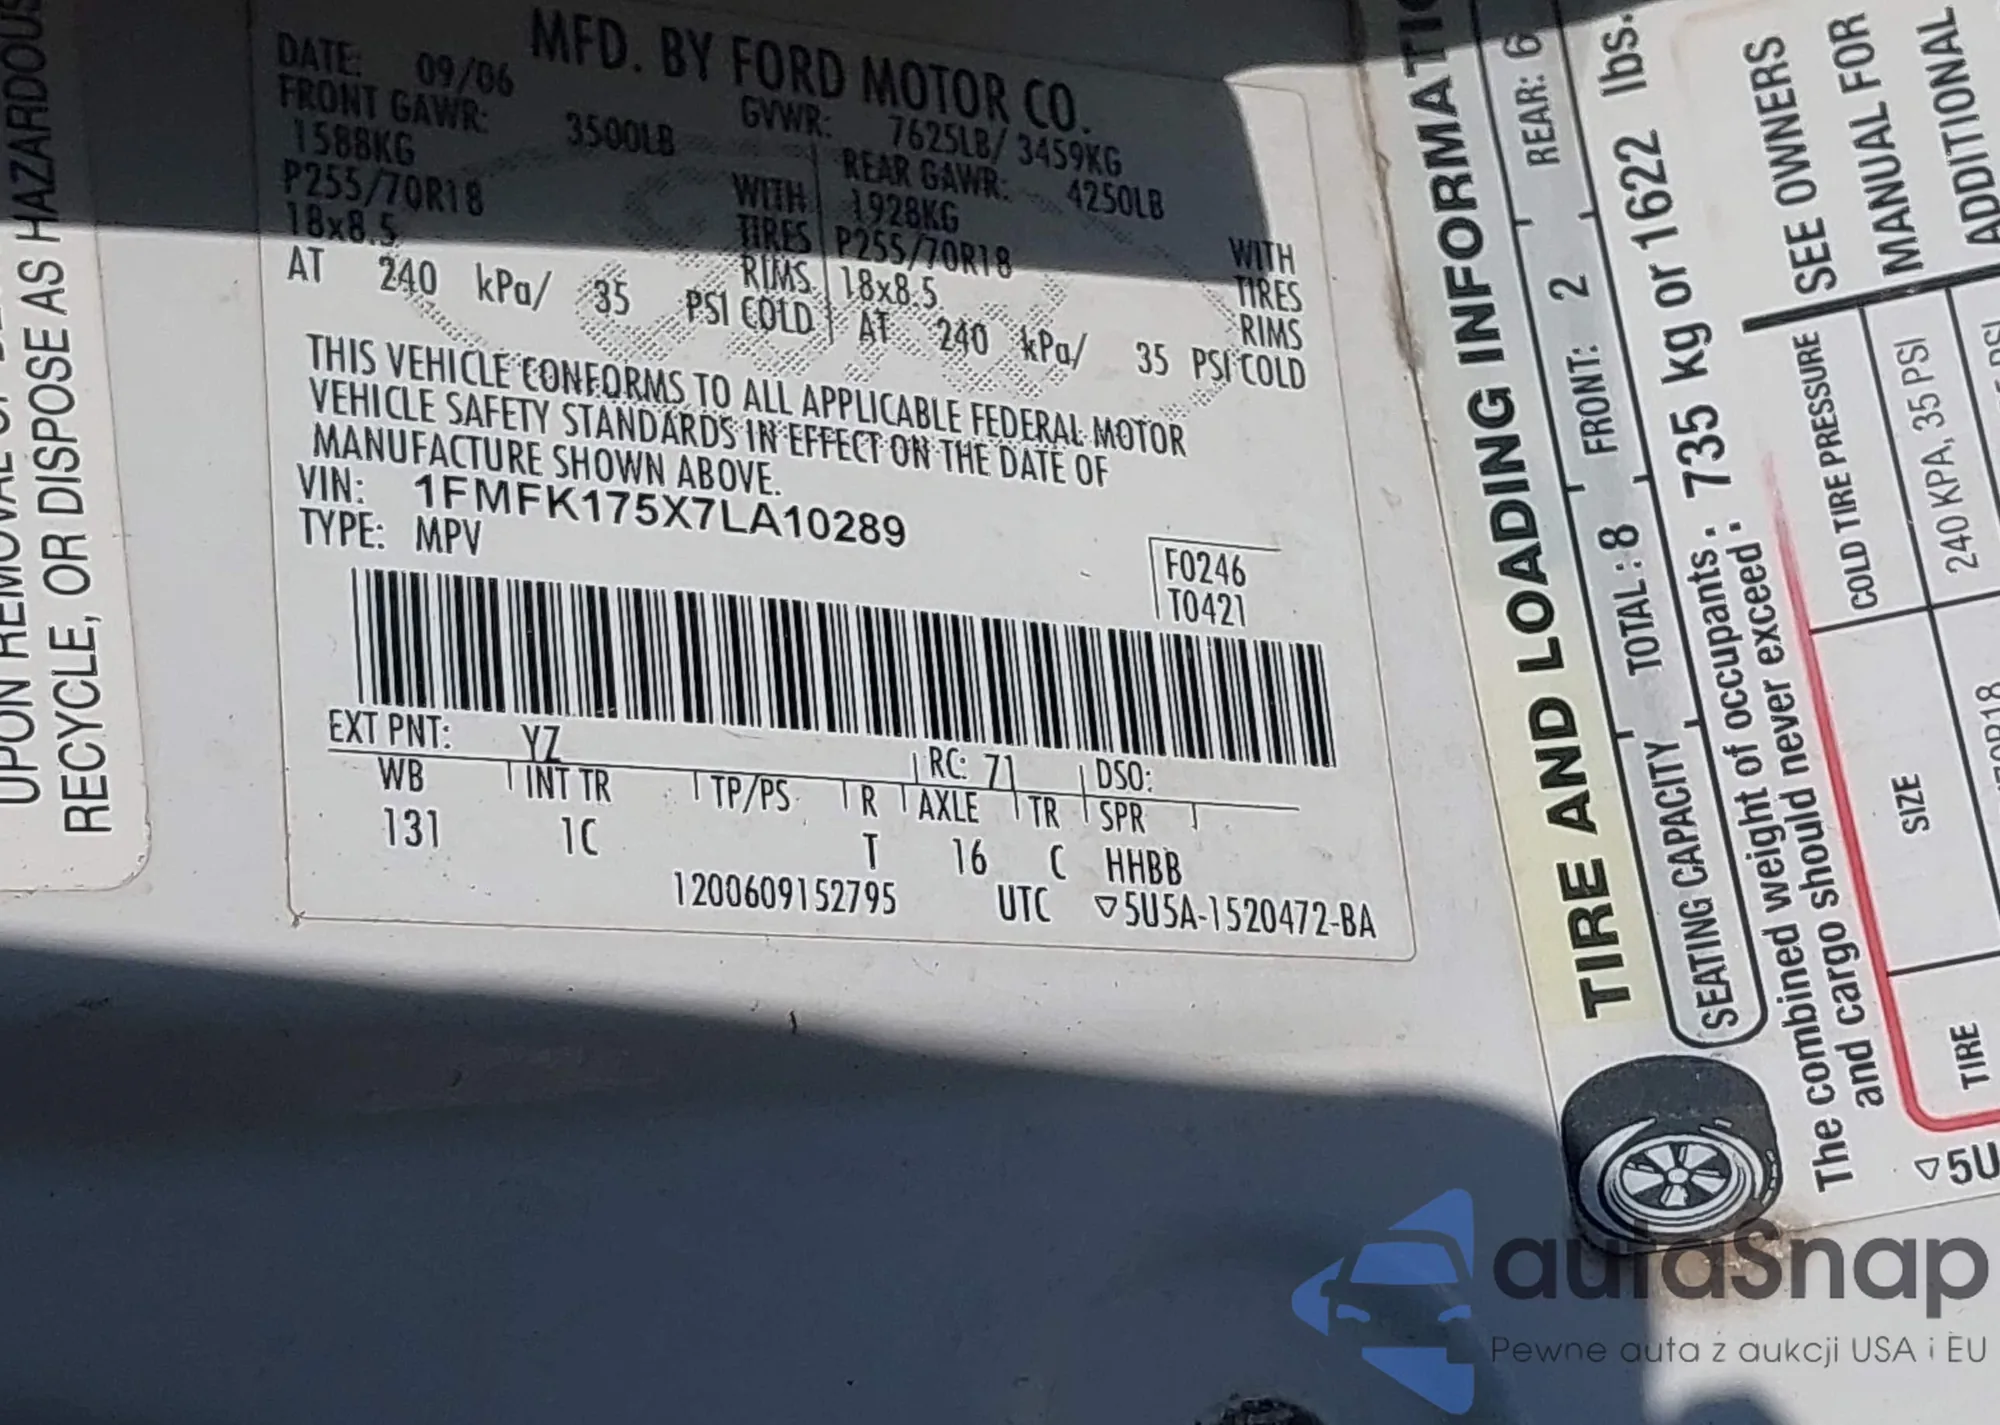 UPON REMOVAL
RECYCLE, OR DISPOSE AS HAZARDOUS
MFD. BY FORD MOTOR CO.
DATE: 09/06 GVWR: 7625LB/ 3459KG
FRONT GAWR: 3500LB REAR GAWR: 4250LB
1588KG WITH 1928KG WITH
P255/70R18 TIRES P255/70R18 TIRES
18x8.5 RIMS 18x8.5 RIMS
AT 240 kPa/ 35 PSI COLD AT 240 kPa/ 35 PSI COLD
THIS VEHICLE CONFORMS TO ALL APPLICABLE FEDERAL MOTOR
VEHICLE SAFETY STANDARDS IN EFFECT ON THE DATE OF
MANUFACTURE SHOWN ABOVE.
VIN: 1FMFK175X7LA10289
TYPE: MPV
F0246
T0421
EXT PNT: YZ RC: 71 DSO:
WB INT TR TP/PS R AXLE TR SPR
131 1C T 16 C HHBB
1200609152795 UTC ▽5U5A-1520472-BA
TIRE AND LOADING INFORMATI
SEATING CAPACITY TOTAL: 8 FRONT: 2 REAR: 6
The combined weight of occupants and cargo should never exceed: 735 kg or 1622 lbs.
TIRE SIZE COLD TIRE PRESSURE
240 KPA, 35 PSI
SEE OWNERS
MANUAL FOR
ADDITIONAL
▽5U
autaSnap
Pewne auta z aukcji USA i EU